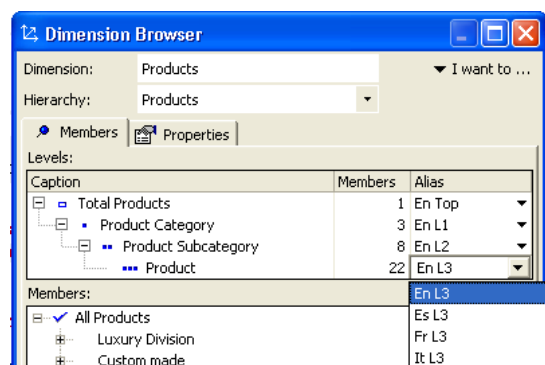 Dimension Browser
Dimension: Products ▼ I want to ...
Hierarchy: Products
Members Properties
Levels:
Caption Members Alias
Total Products 1 En Top
Product Category 3 En L1
Product Subcategory 8 En L2
Product 22 En L3
Members: En L3
All Products Es L3
Luxury Division Fr L3
Custom made It L3